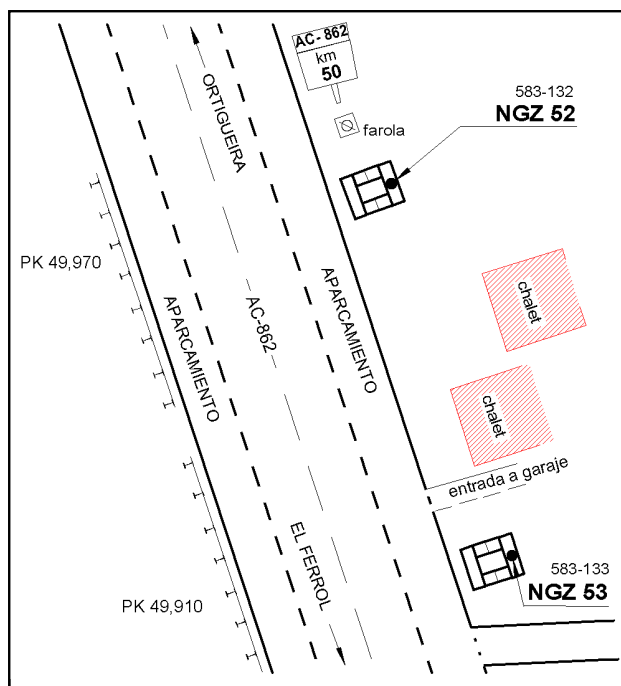 AC- 862
km
50
583-132
NGZ 52
farola
ORTIGUEIRA
PK 49,970
APARCAMIENTO
AC-862
APARCAMIENTO
chalet
chalet
entrada a garaje
EL FERROL
583-133
NGZ 53
PK 49,910